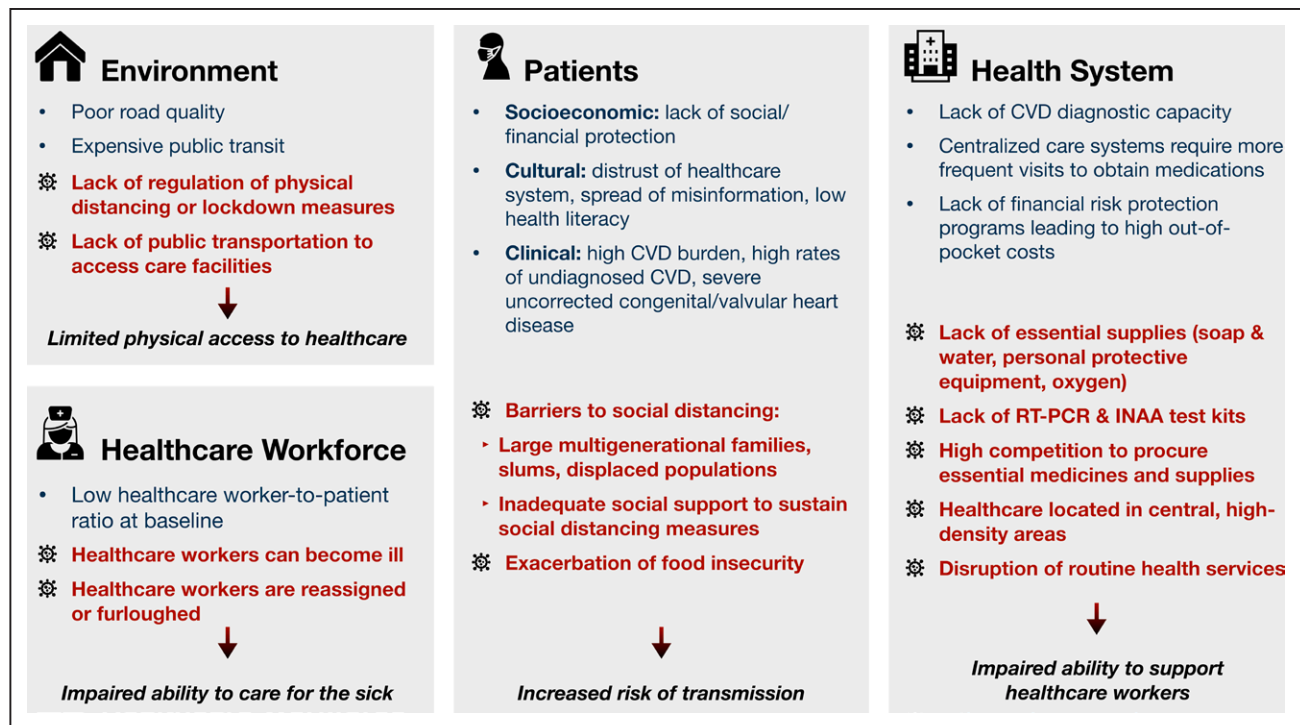 Environment
• Poor road quality
• Expensive public transit
Lack of regulation of physical
distancing or lockdown measures
Lack of public transportation to
access care facilities
Limited physical access to healthcare
Healthcare Workforce
• Low healthcare worker-to-patient
ratio at baseline
Healthcare workers can become ill
Healthcare workers are reassigned
or furloughed
Impaired ability to care for the sick
Patients
• Socioeconomic: lack of social/
financial protection
• Cultural: distrust of healthcare
system, spread of misinformation, low
health literacy
• Clinical: high CVD burden, high rates
of undiagnosed CVD, severe
uncorrected congenital/valvular heart
disease
Barriers to social distancing:
‣ Large multigenerational families,
slums, displaced populations
‣ Inadequate social support to sustain
social distancing measures
Exacerbation of food insecurity
Increased risk of transmission
Health System
• Lack of CVD diagnostic capacity
• Centralized care systems require more
frequent visits to obtain medications
• Lack of financial risk protection
programs leading to high out-of-
pocket costs
Lack of essential supplies (soap &
water, personal protective
equipment, oxygen)
Lack of RT-PCR & INAA test kits
High competition to procure
essential medicines and supplies
Healthcare located in central, high-
density areas
Disruption of routine health services
Impaired ability to support
healthcare workers